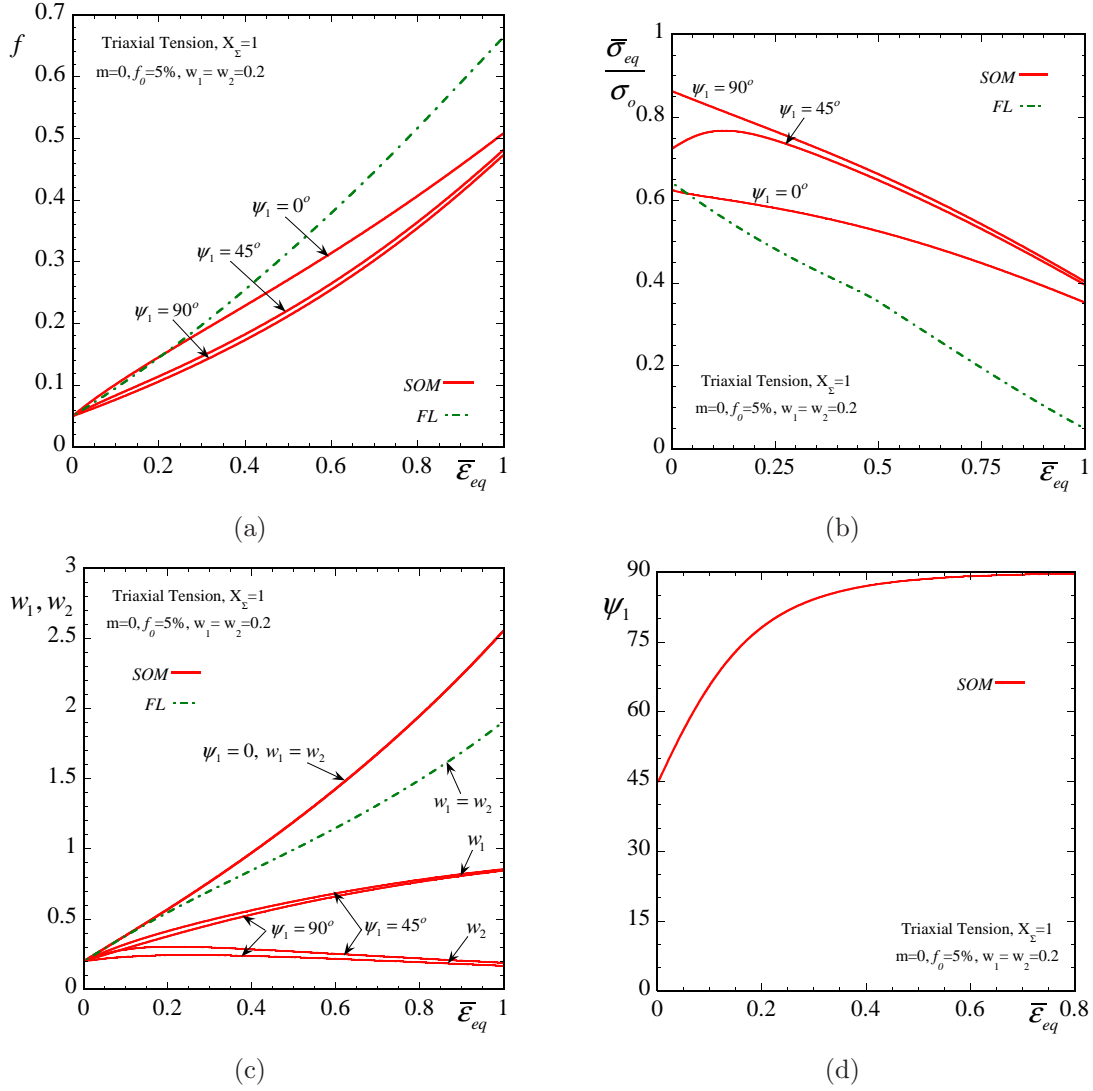 0.7
f
0.6
0.5
0.4
0.3
0.2
0.1
0
Triaxial Tension, X_Σ=1
m=0, f_0=5%, w_1= w_2=0.2
ψ_1 = 0°
ψ_1 = 45°
ψ_1 = 90°
SOM
FL
0 0.2 0.4 0.6 0.8 1
ε̅_eq
(a)
1
σ̅_eq
σ_o
0.8
0.6
0.4
0.2
0
SOM
FL
ψ_1 = 90°
ψ_1 = 45°
ψ_1 = 0°
Triaxial Tension, X_Σ=1
m=0, f_0=5%, w_1= w_2=0.2
0 0.25 0.5 0.75 1
ε̅_eq
(b)
3
w_1, w_2
2.5
2
1.5
1
0.5
0
Triaxial Tension, X_Σ=1
m=0, f_0=5%, w_1= w_2=0.2
SOM
FL
ψ_1 = 0, w_1 = w_2
w_1 = w_2
w_1
ψ_1 = 90° ψ_1 = 45° w_2
0 0.2 0.4 0.6 0.8 1
ε̅_eq
(c)
90
ψ_1
75
60
45
30
15
0
SOM
Triaxial Tension, X_Σ=1
m=0, f_0=5%, w_1= w_2=0.2
0 0.2 0.4 0.6 0.8
ε̅_eq
(d)